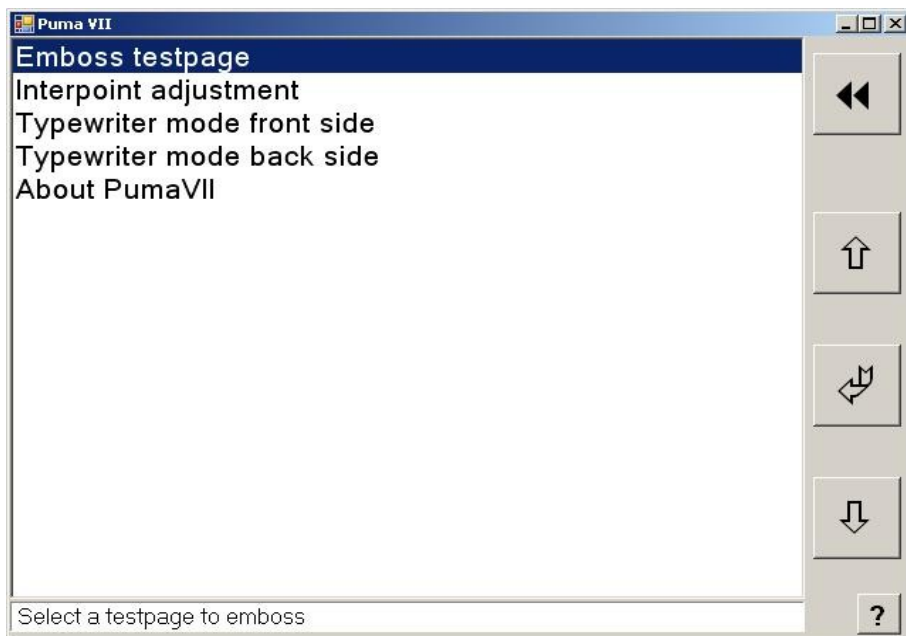 Puma VII
Emboss testpage
Interpoint adjustment
Typewriter mode front side
Typewriter mode back side
About PumaVII
Select a testpage to emboss
?